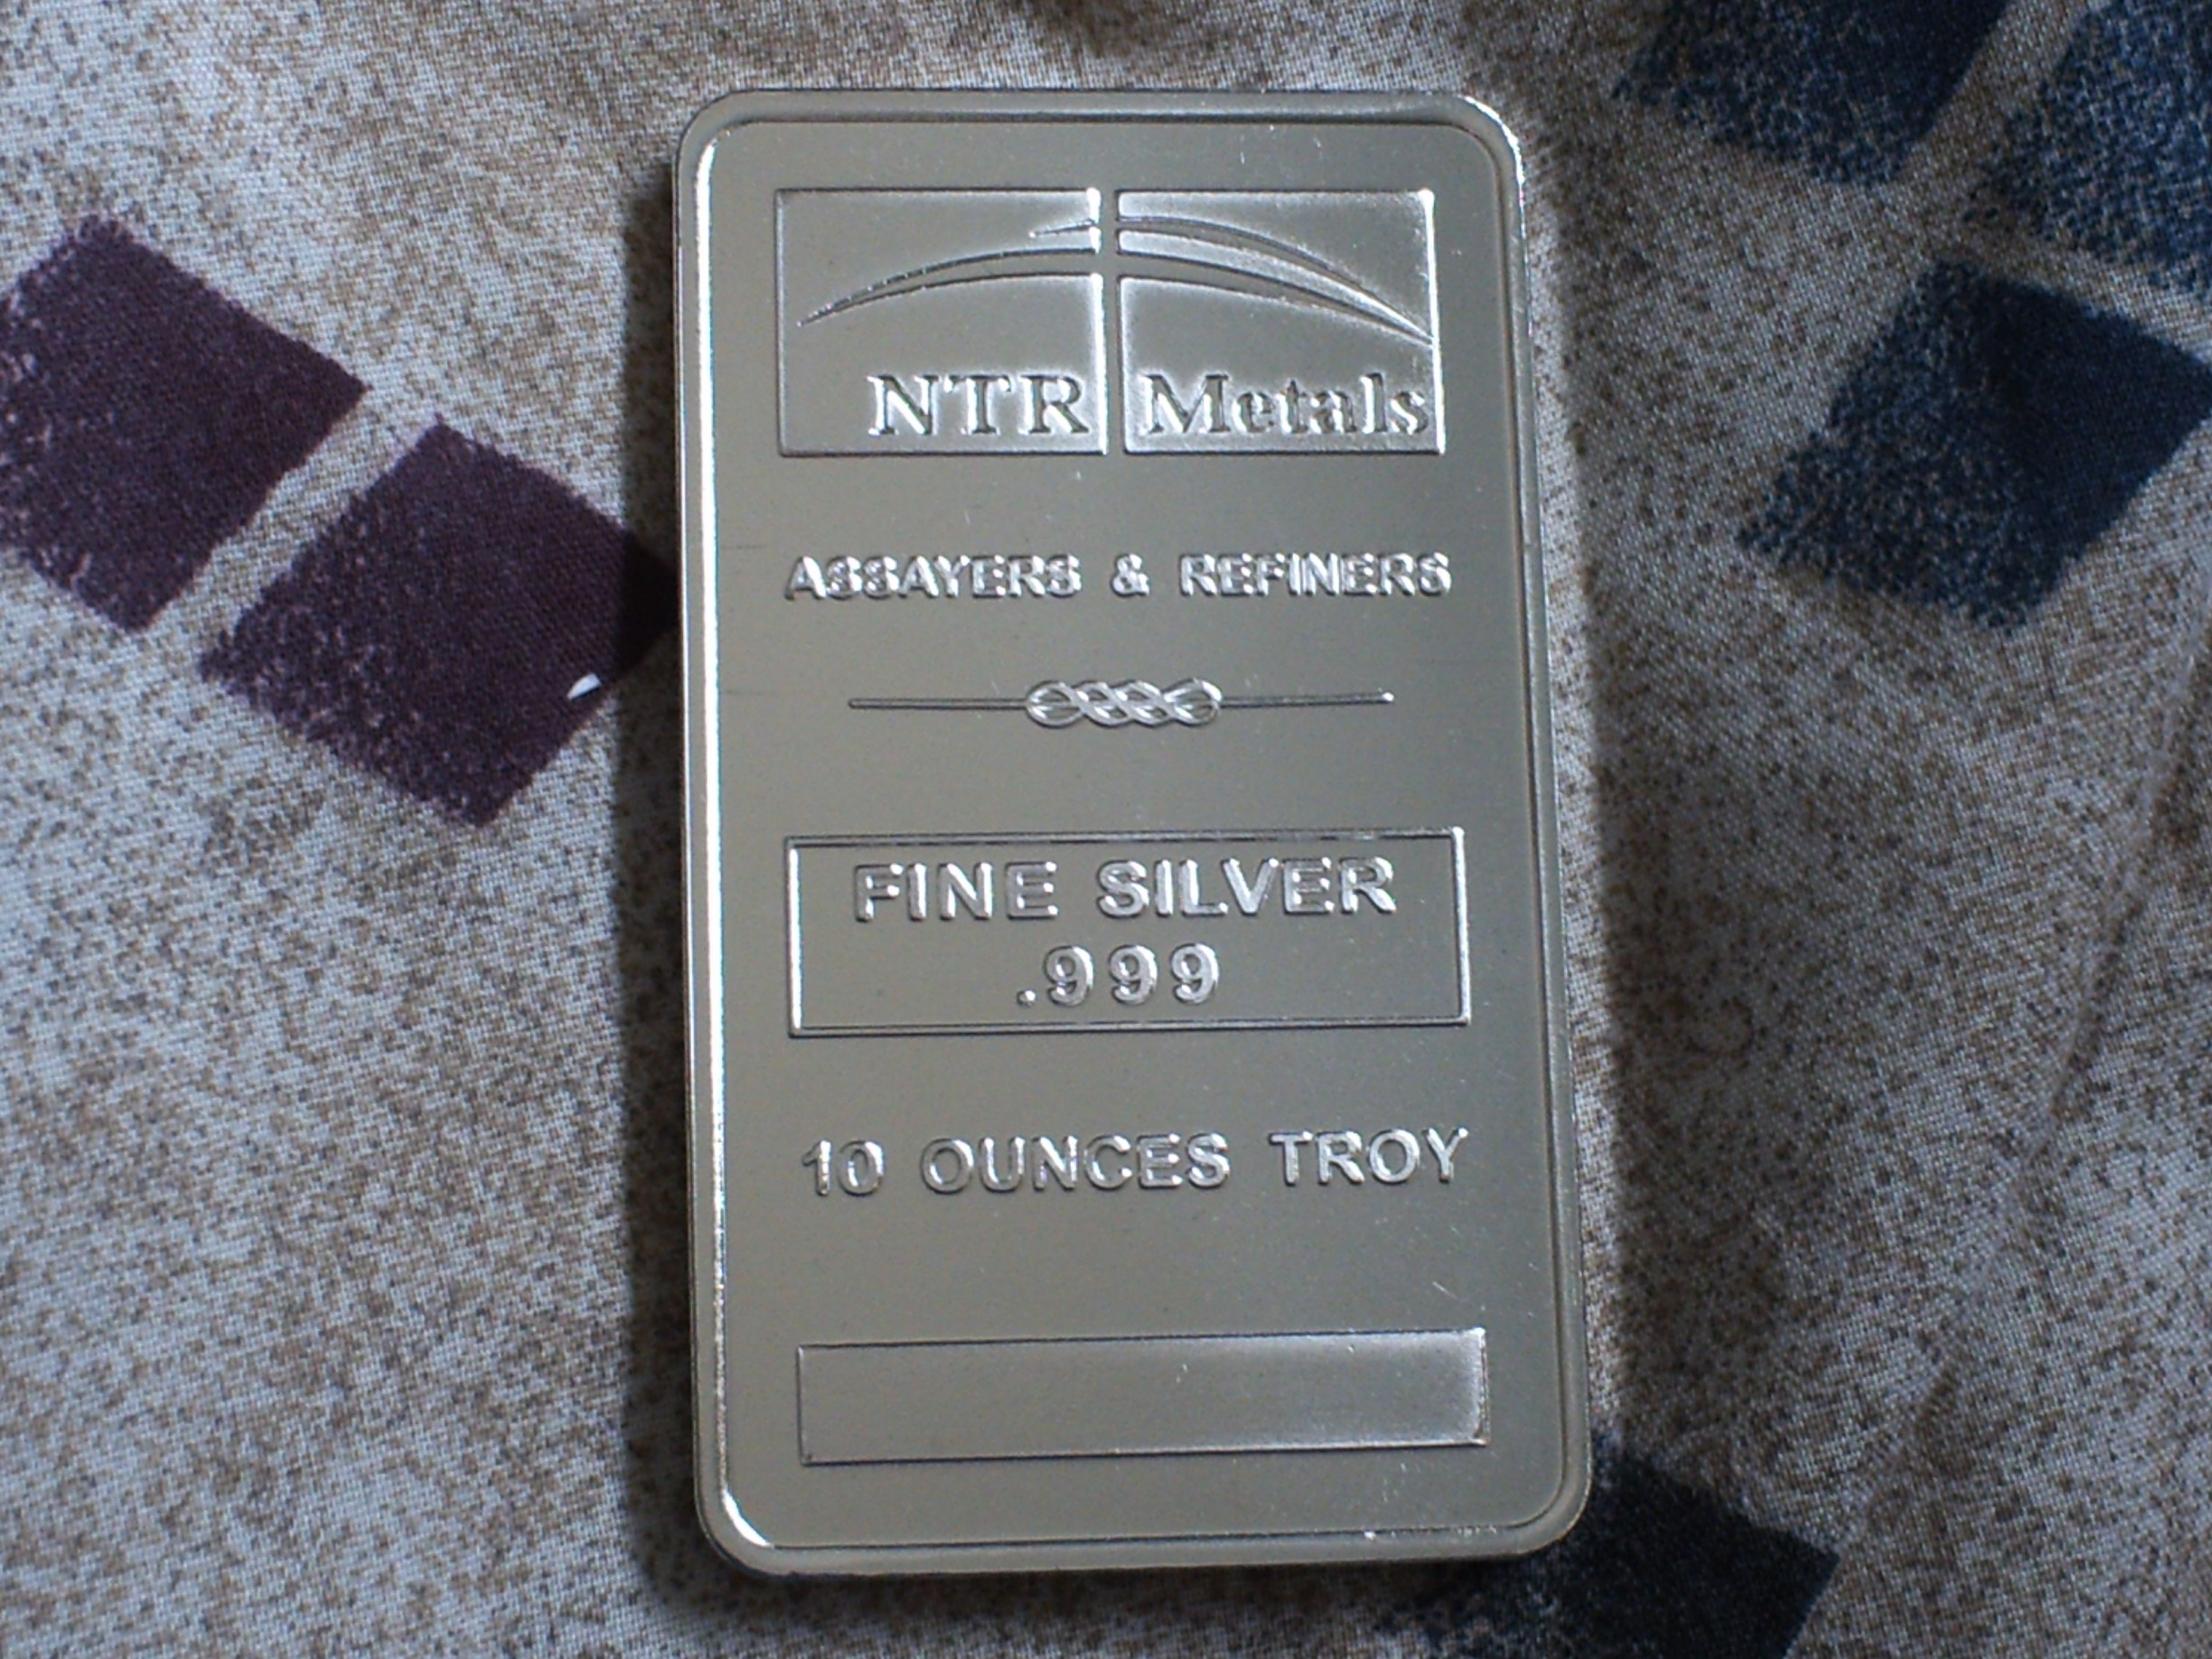 NTR Metals
ASSAYERS & REFINERS
FINE SILVER
.999
10 OUNCES TROY